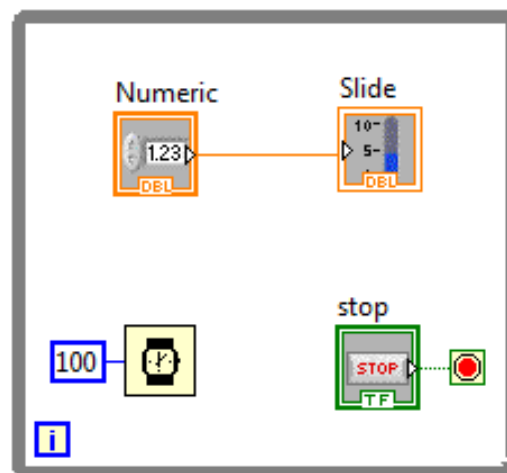 Numeric
Slide
1.23
DBL
10-
5-
DBL
stop
100
STOP
TF
i